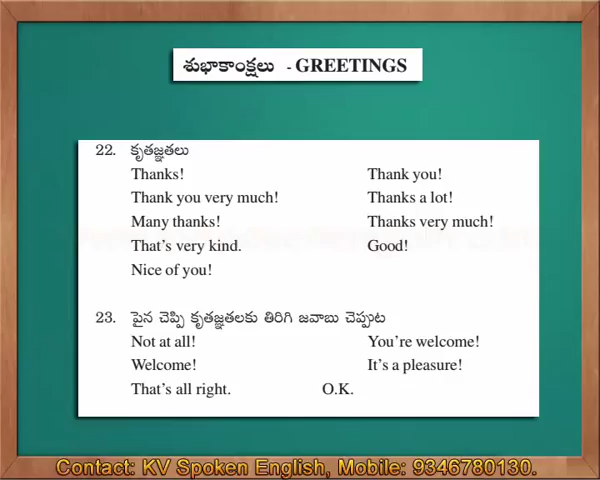 శుభాకాంక్షలు - GREETINGS
22. కృతజ్ఞతలు
Thanks! Thank you!
Thank you very much! Thanks a lot!
Many thanks! Thanks very much!
That's very kind. Good!
Nice of you!
23. పైన చెప్పి కృతజ్ఞతలకు తిరిగి జవాబు చెప్పుట
Not at all! You're welcome!
Welcome! It's a pleasure!
That's all right. O.K.
Contact: KV Spoken English, Mobile: 9346780130.